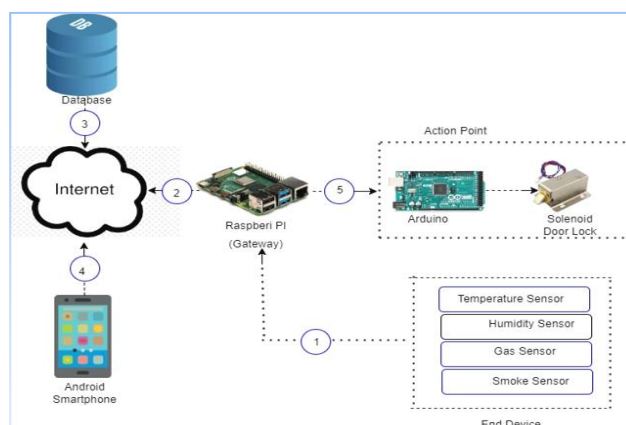 DB
Database
3
Action Point
Internet
2
5
Raspberi PI
(Gateway)
Arduino
Solenoid
Door Lock
4
1
Temperature Sensor
Humidity Sensor
Gas Sensor
Smoke Sensor
Android
Smartphone
End Device